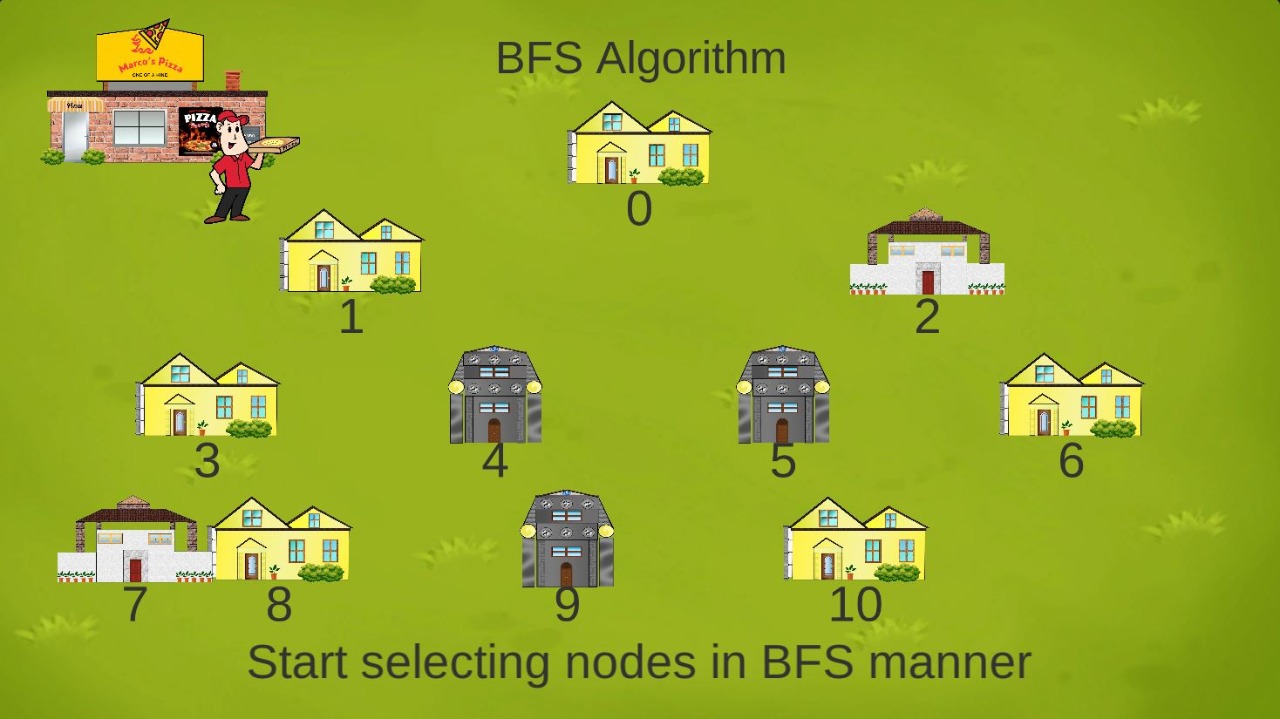 BFS Algorithm
Marco's Pizza
ONE OF A KIND
PIZZA
0
1
2
3
4
5
6
7
8
9
10
Start selecting nodes in BFS manner